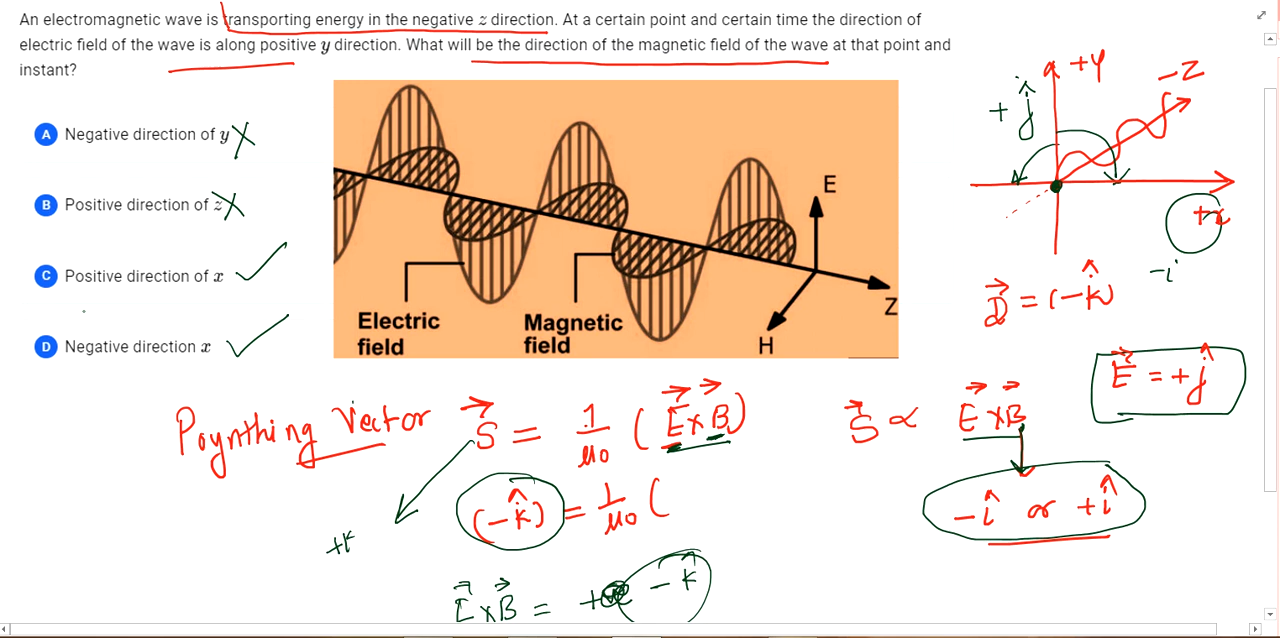 An electromagnetic wave is transporting energy in the negative z direction. At a certain point and certain time the direction of
electric field of the wave is along positive y direction. What will be the direction of the magnetic field of the wave at that point and
instant?
A Negative direction of y
B Positive direction of z
C Positive direction of x
D Negative direction x
Electric
field
Magnetic
field
E
Z
H
+y
-z
+ĵ
+x
-i
= (-k̂)
E⃗ = +ĵ
Poynthing Vector S⃗ = 1/μ0 (E⃗×B⃗)
S⃗ ∝ E⃗×B⃗
(-k̂) = 1/μ0 (
-î or +î
+k
E⃗×B⃗ = + -k̂